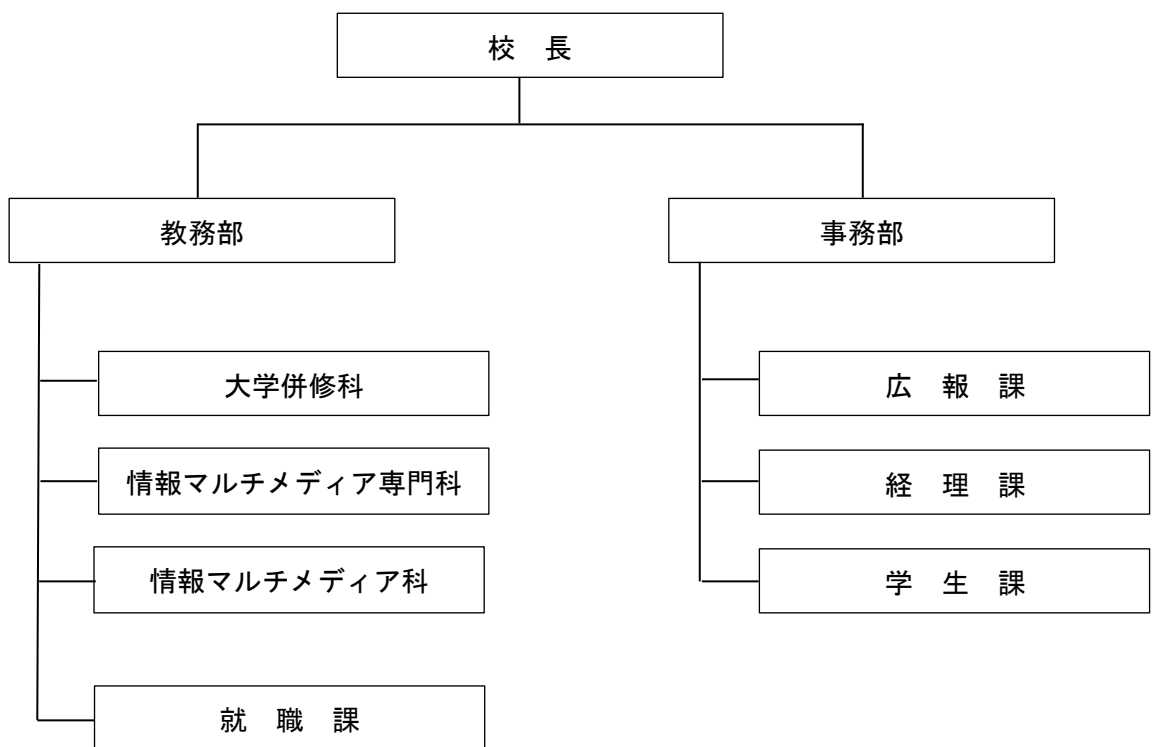 校　長
教務部
事務部
大学併修科
情報マルチメディア専門科
情報マルチメディア科
就　職　課
広　報　課
経　理　課
学　生　課